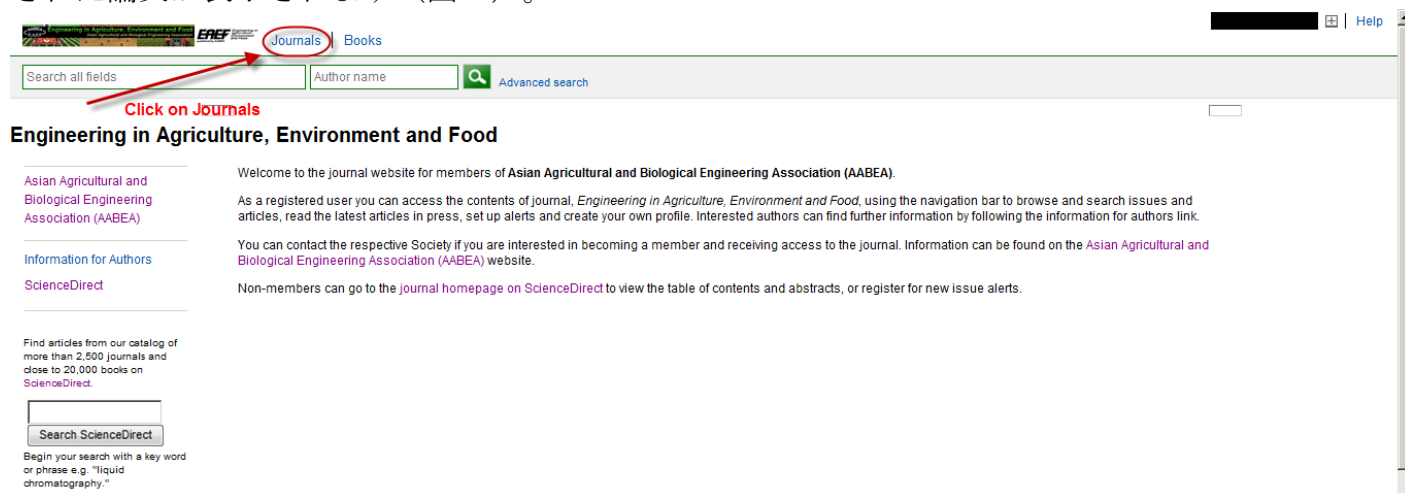 Engineering in Agriculture, Environment and Food
EAEF
Journals | Books
Help
Search all fields
Author name
Advanced search
Click on Journals
Engineering in Agriculture, Environment and Food
Asian Agricultural and
Biological Engineering
Association (AABEA)
Information for Authors
ScienceDirect
Find articles from our catalog of
more than 2,500 journals and
close to 20,000 books on
ScienceDirect.
Search ScienceDirect
Begin your search with a key word
or phrase e.g. "liquid
chromatography."
Welcome to the journal website for members of Asian Agricultural and Biological Engineering Association (AABEA).
As a registered user you can access the contents of journal, Engineering in Agriculture, Environment and Food, using the navigation bar to browse and search issues and
articles, read the latest articles in press, set up alerts and create your own profile. Interested authors can find further information by following the information for authors link.
You can contact the respective Society if you are interested in becoming a member and receiving access to the journal. Information can be found on the Asian Agricultural and
Biological Engineering Association (AABEA) website.
Non-members can go to the journal homepage on ScienceDirect to view the table of contents and abstracts, or register for new issue alerts.